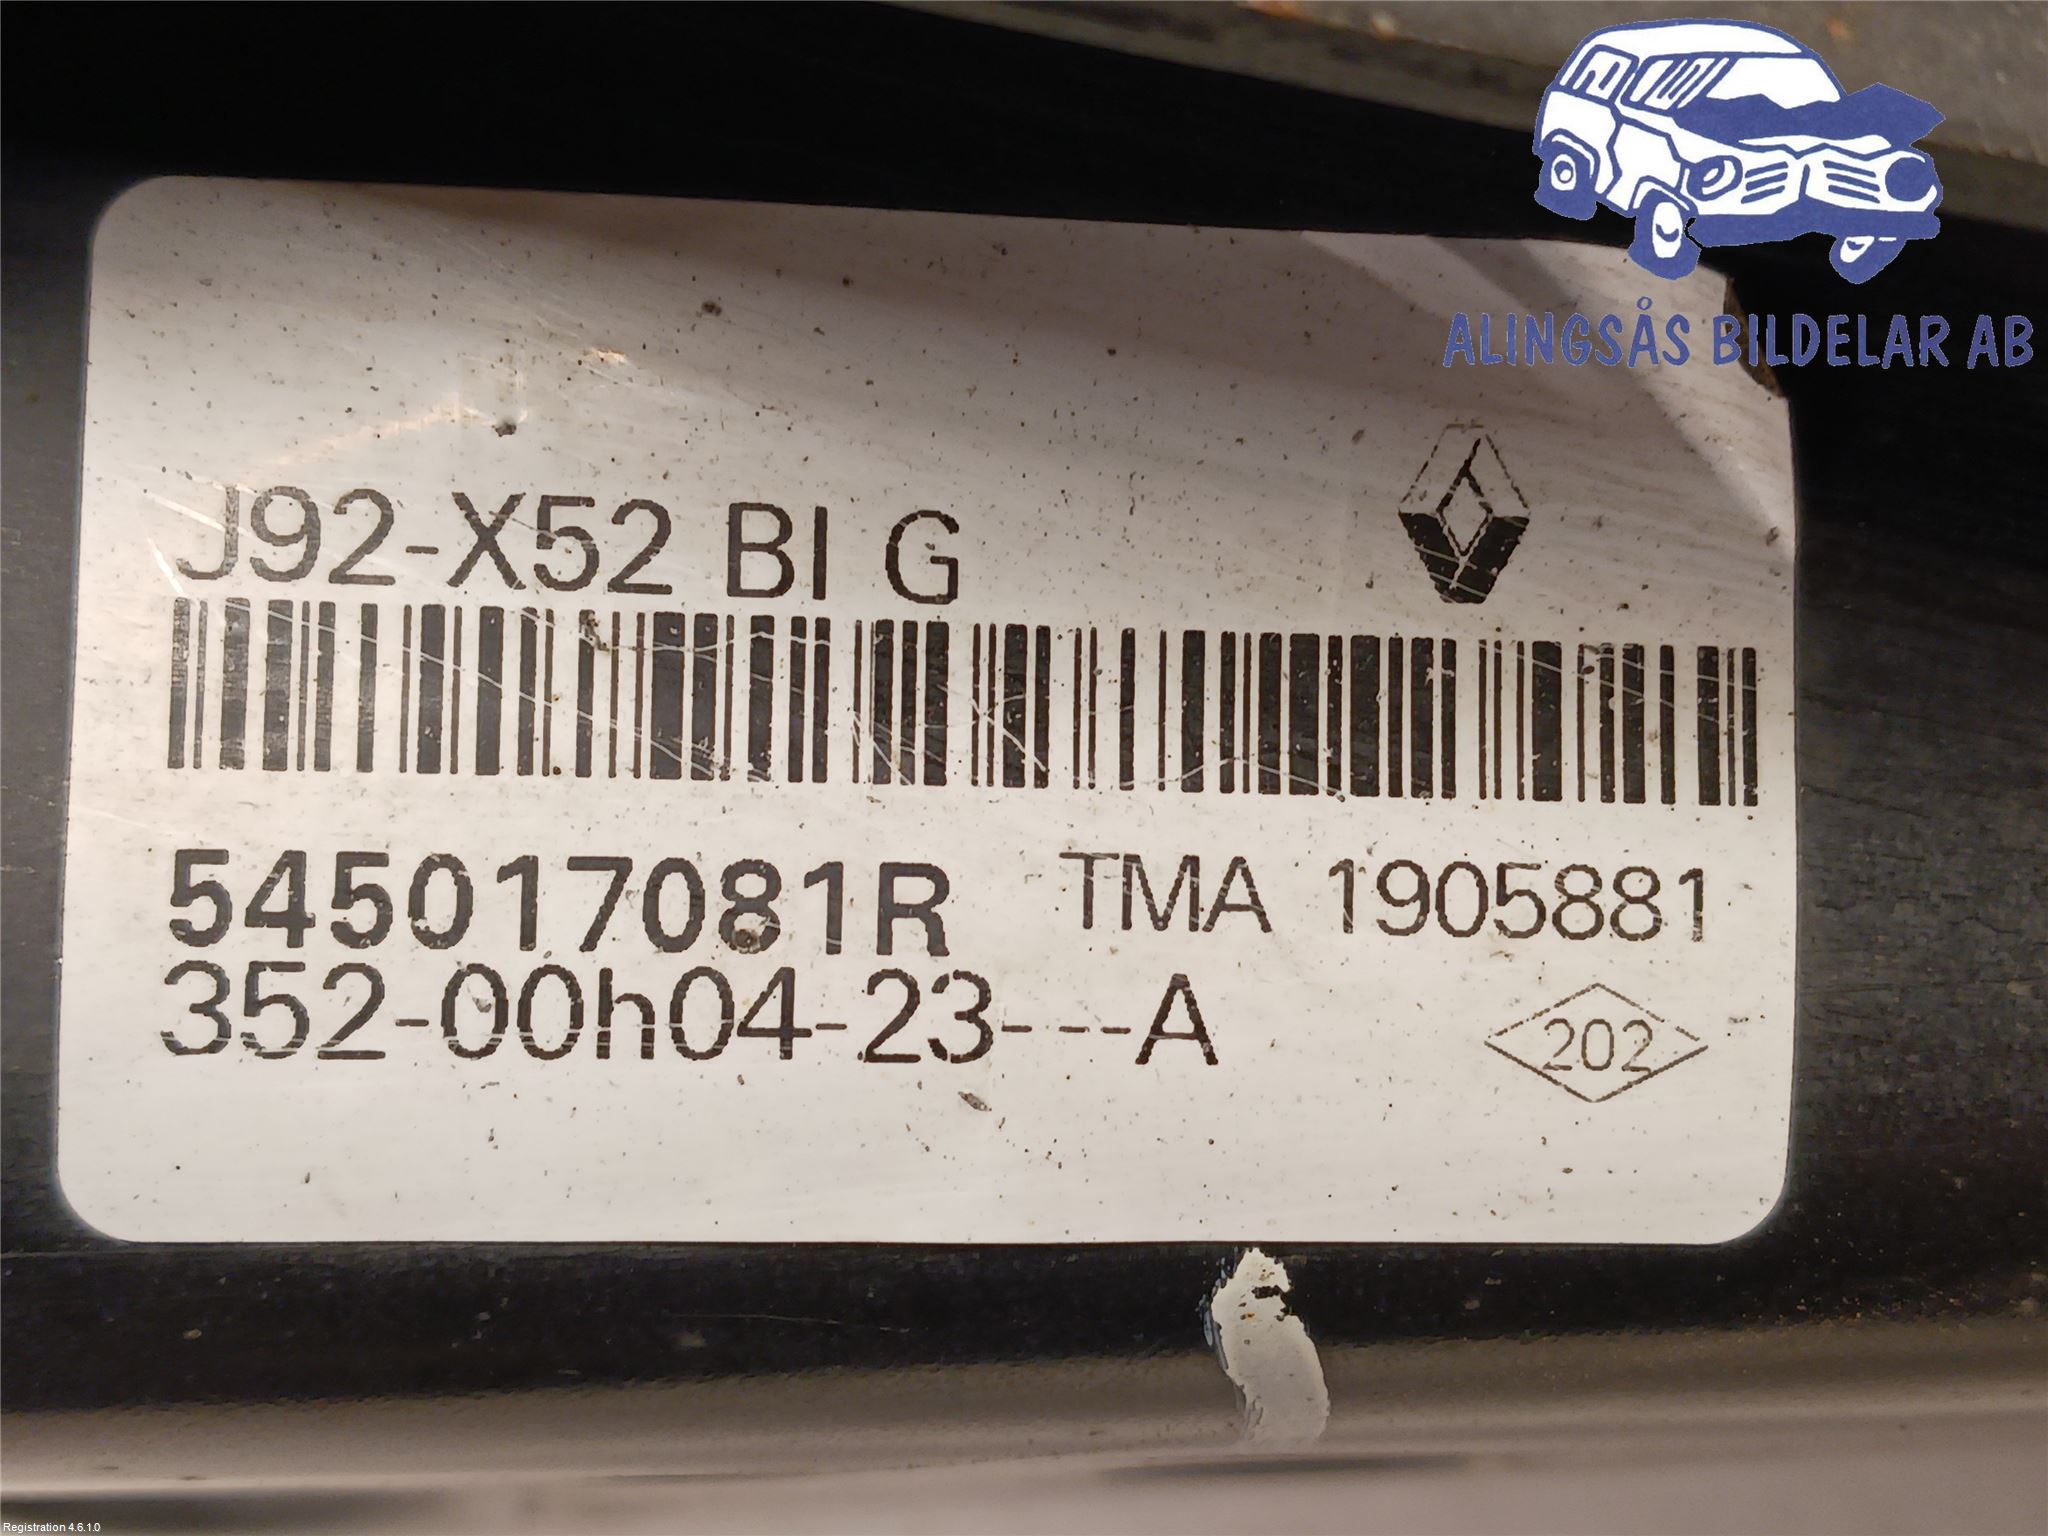 ALINGSÅS BILDELAR AB
J92-X52 BI G
545017081R TMA 1905881
352-00h04-23---A
202
Registration 4.6.1.0